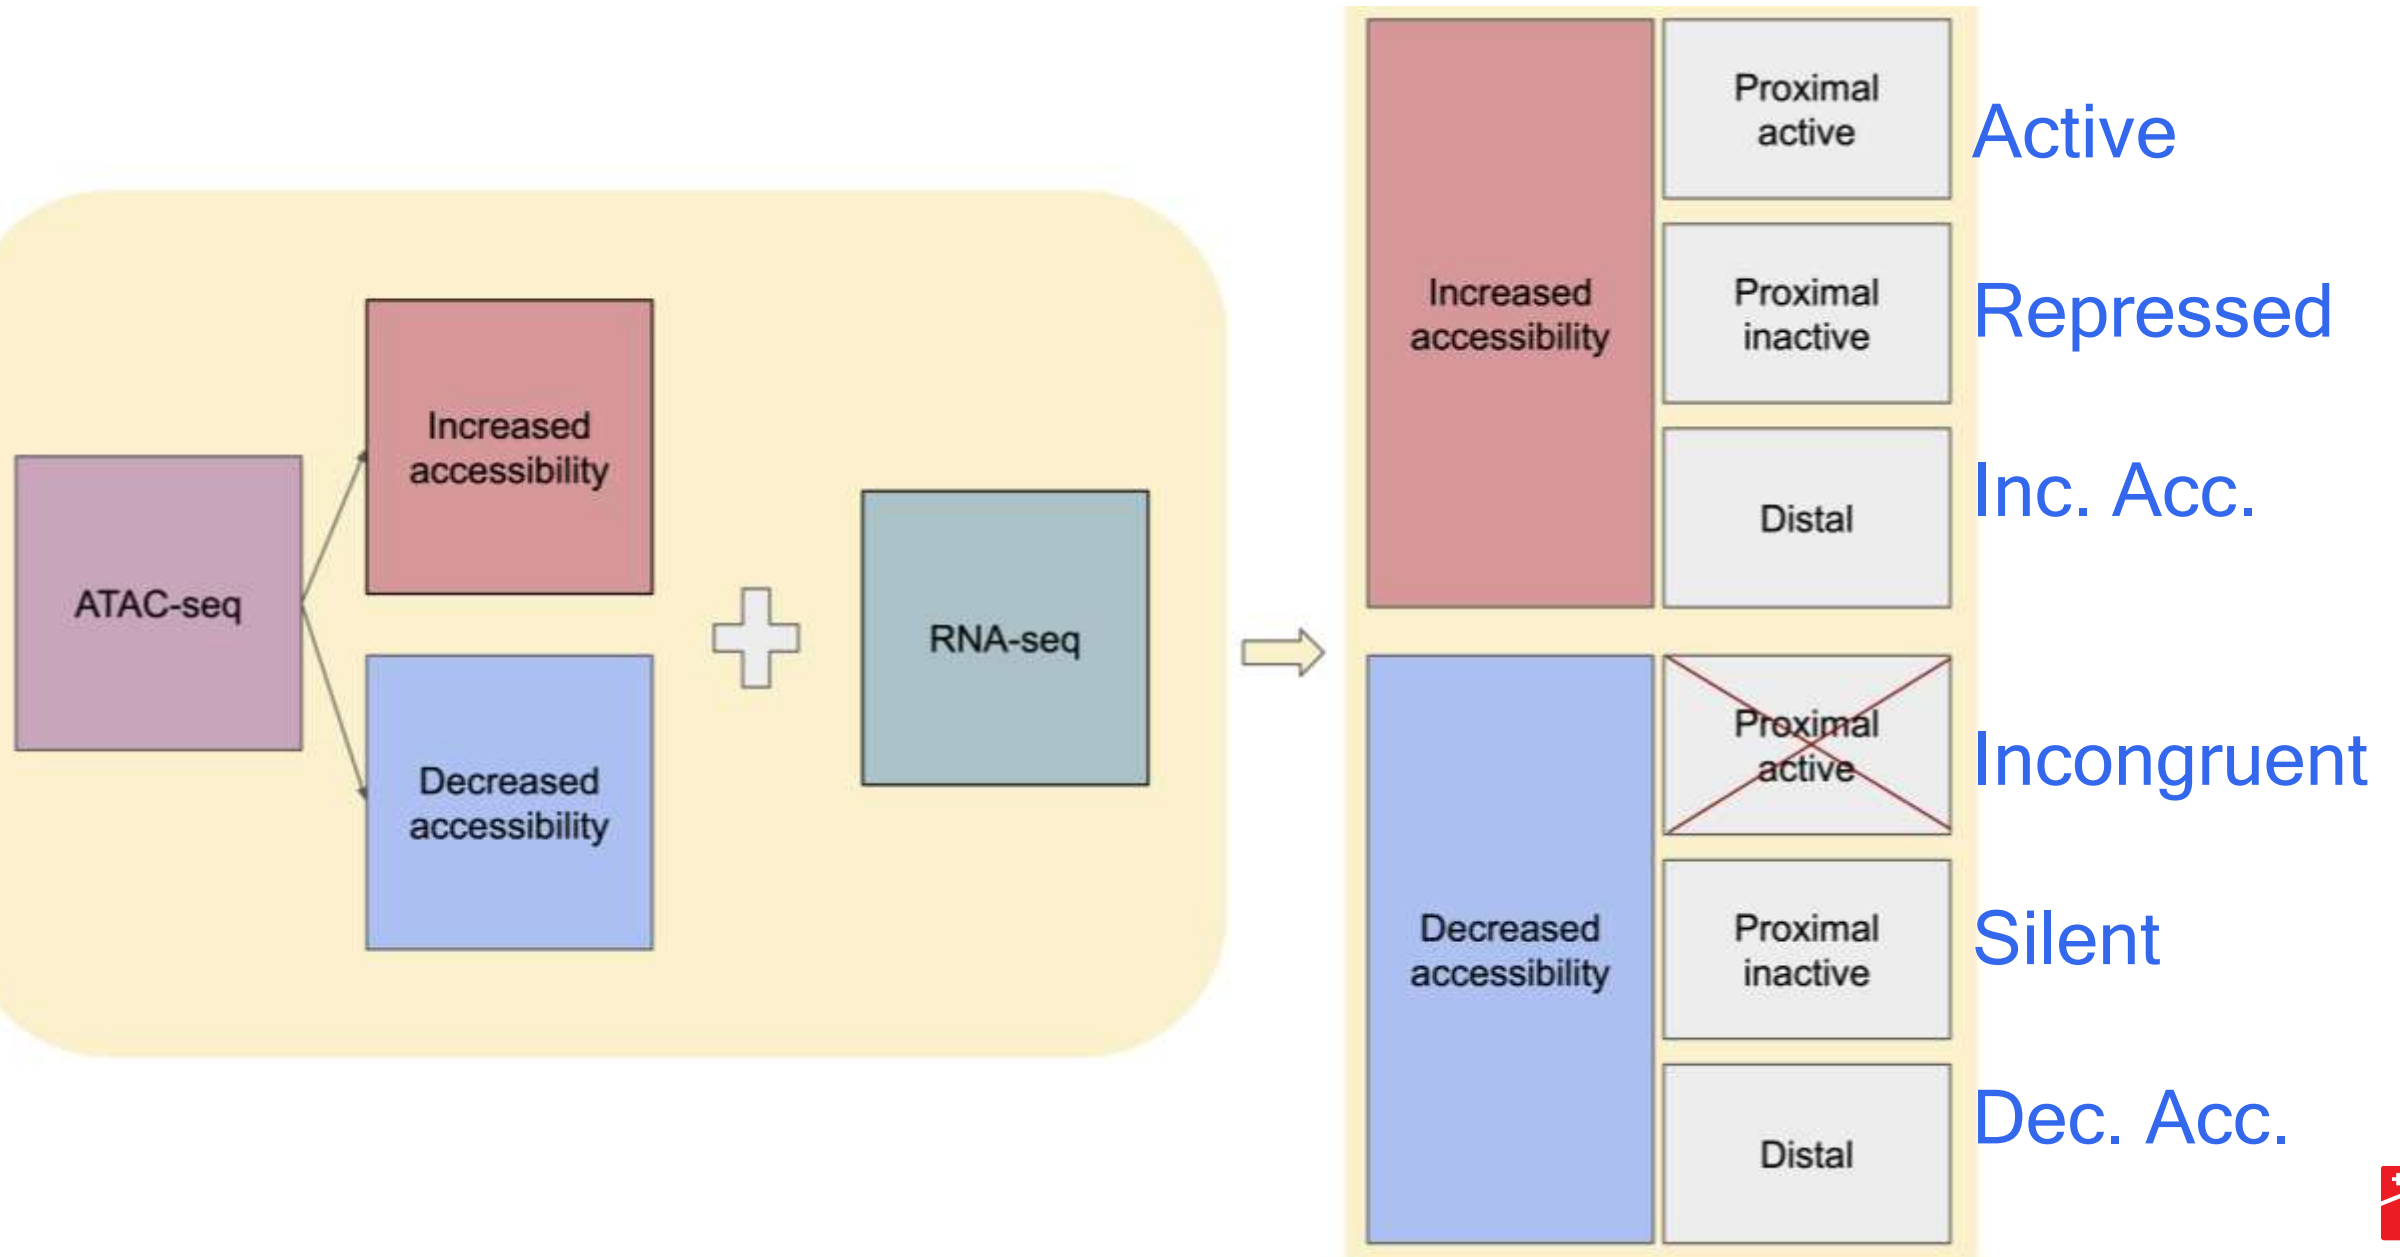 ATAC-seq
Increased
accessibility
Decreased
accessibility
RNA-seq
Increased
accessibility
Proximal
active
Active
Proximal
inactive
Repressed
Distal
Inc. Acc.
Decreased
accessibility
Proximal
active
Incongruent
Proximal
inactive
Silent
Distal
Dec. Acc.